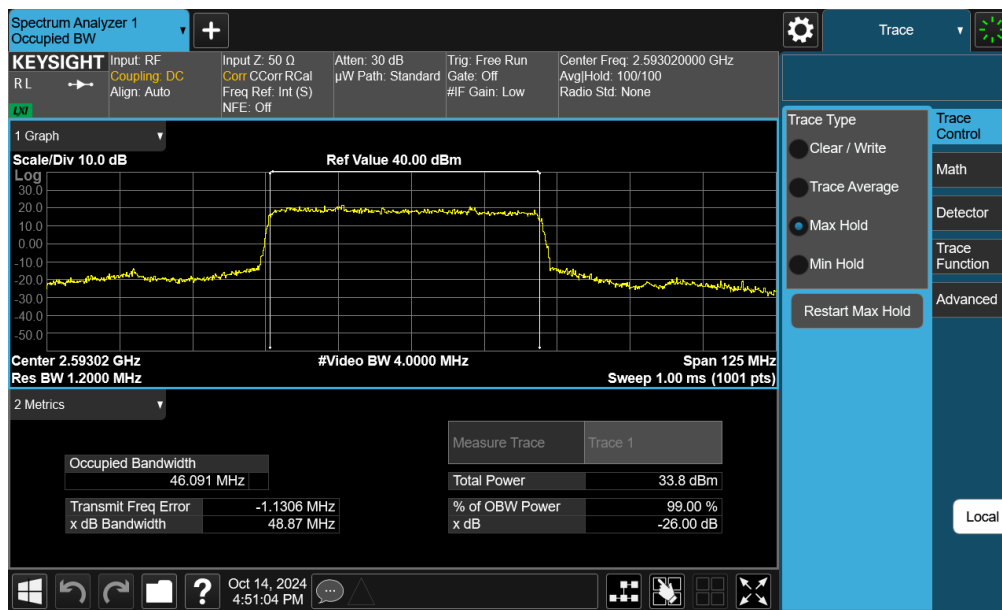 Spectrum Analyzer 1
Occupied BW
+
Trace
KEYSIGHT
R L
LXI
Input: RF
Coupling: DC
Align: Auto
Input Z: 50 Ω
Corr CCorr RCal
Freq Ref: Int (S)
NFE: Off
Atten: 30 dB
µW Path: Standard
Trig: Free Run
Gate: Off
#IF Gain: Low
Center Freq: 2.593020000 GHz
Avg|Hold: 100/100
Radio Std: None
1 Graph
Scale/Div 10.0 dB
Ref Value 40.00 dBm
Log
30.0
20.0
10.0
0.00
-10.0
-20.0
-30.0
-40.0
-50.0
Center 2.59302 GHz
#Video BW 4.0000 MHz
Span 125 MHz
Res BW 1.2000 MHz
Sweep 1.00 ms (1001 pts)
2 Metrics
Measure Trace
Trace 1
Occupied Bandwidth
46.091 MHz
Total Power
33.8 dBm
Transmit Freq Error
-1.1306 MHz
% of OBW Power
99.00 %
x dB Bandwidth
48.87 MHz
x dB
-26.00 dB
Trace Type
Clear / Write
Trace Average
Max Hold
Min Hold
Restart Max Hold
Trace
Control
Math
Detector
Trace
Function
Advanced
Local
?
Oct 14, 2024
4:51:04 PM